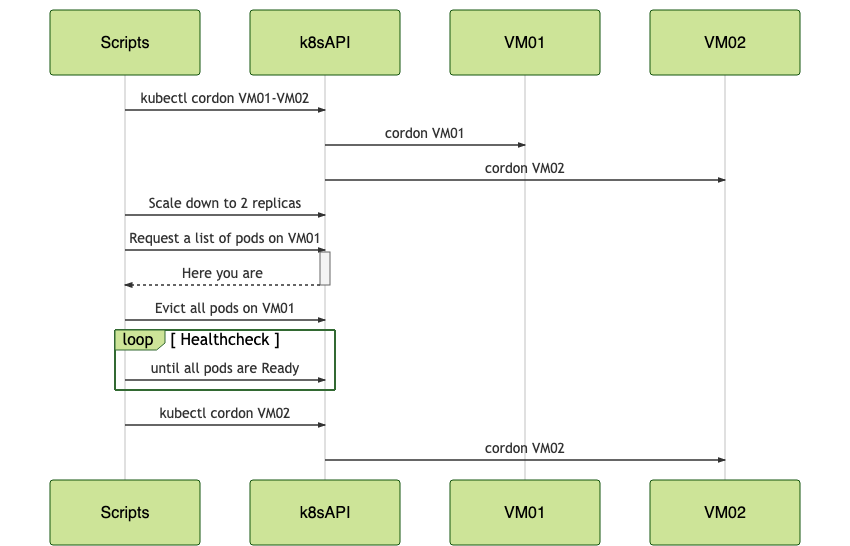 Scripts
k8sAPI
VM01
VM02
kubectl cordon VM01-VM02
cordon VM01
cordon VM02
Scale down to 2 replicas
Request a list of pods on VM01
Here you are
Evict all pods on VM01
loop
[ Healthcheck ]
until all pods are Ready
kubectl cordon VM02
cordon VM02
Scripts
k8sAPI
VM01
VM02